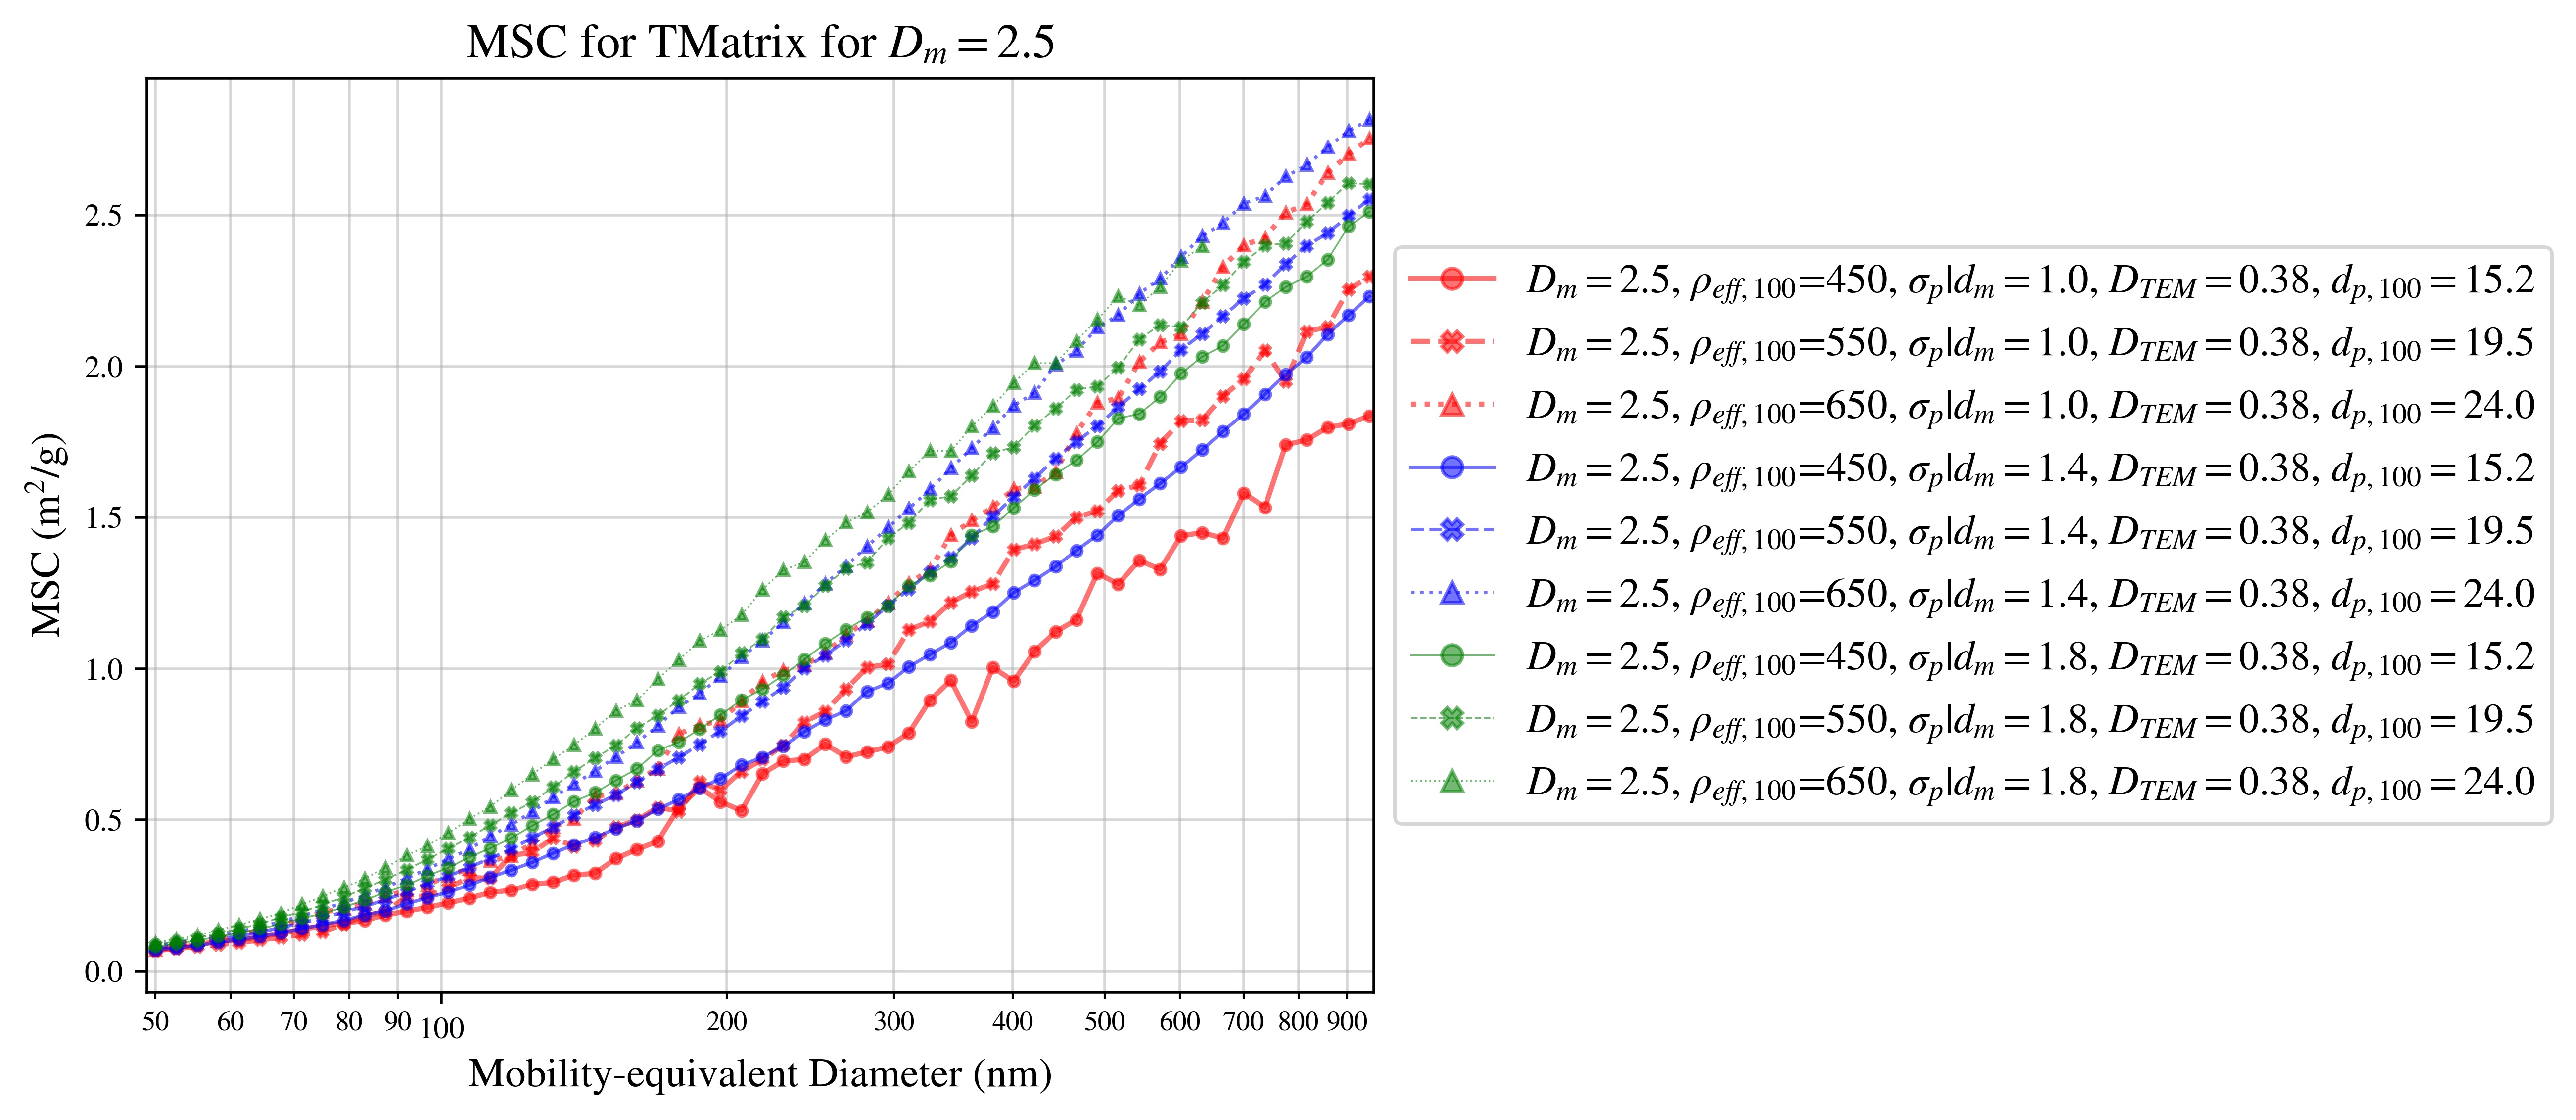 MSC for TMatrix for Dₘ = 2.5
MSC (m²/g)
2.5
2.0
1.5
1.0
0.5
0.0
50 60 70 80 90 100 200 300 400 500 600 700 800 900
Mobility-equivalent Diameter (nm)
D_m = 2.5, ρ_eff,100=450, σ_p|d_m = 1.0, D_TEM = 0.38, d_p,100 = 15.2
D_m = 2.5, ρ_eff,100=550, σ_p|d_m = 1.0, D_TEM = 0.38, d_p,100 = 19.5
D_m = 2.5, ρ_eff,100=650, σ_p|d_m = 1.0, D_TEM = 0.38, d_p,100 = 24.0
D_m = 2.5, ρ_eff,100=450, σ_p|d_m = 1.4, D_TEM = 0.38, d_p,100 = 15.2
D_m = 2.5, ρ_eff,100=550, σ_p|d_m = 1.4, D_TEM = 0.38, d_p,100 = 19.5
D_m = 2.5, ρ_eff,100=650, σ_p|d_m = 1.4, D_TEM = 0.38, d_p,100 = 24.0
D_m = 2.5, ρ_eff,100=450, σ_p|d_m = 1.8, D_TEM = 0.38, d_p,100 = 15.2
D_m = 2.5, ρ_eff,100=550, σ_p|d_m = 1.8, D_TEM = 0.38, d_p,100 = 19.5
D_m = 2.5, ρ_eff,100=650, σ_p|d_m = 1.8, D_TEM = 0.38, d_p,100 = 24.0